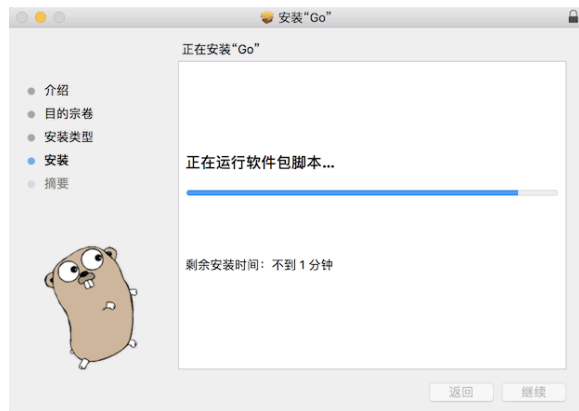 安装“Go”
正在安装“Go”
介绍
目的宗卷
安装类型
安装
摘要
正在运行软件包脚本...
剩余安装时间：不到 1 分钟
返回
继续